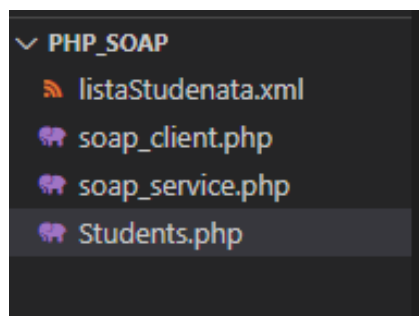 PHP_SOAP
listaStudenata.xml
soap_client.php
soap_service.php
Students.php